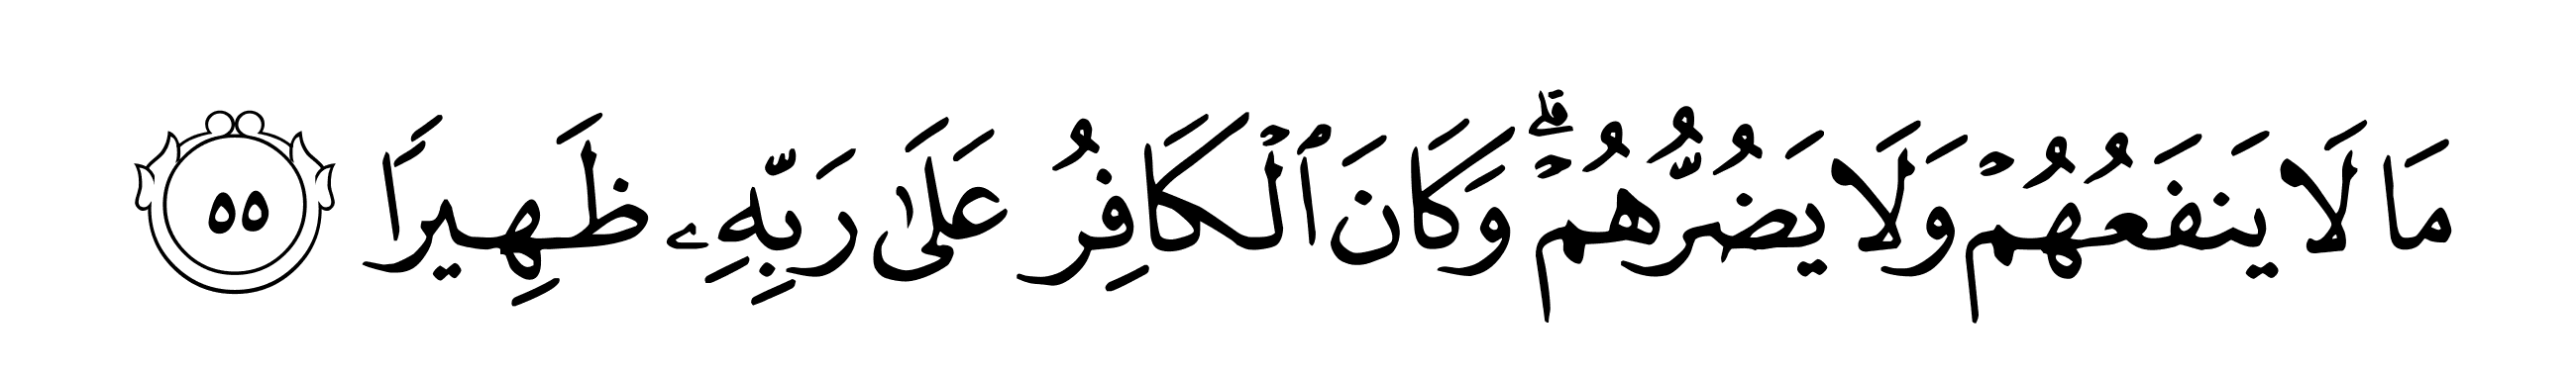 مَا لَا يَنفَعُهُمْ وَلَا يَضُرُّهُمْ ۗ وَكَانَ ٱلْكَافِرُ عَلَىٰ رَبِّهِۦ ظَهِيرًا ٥٥